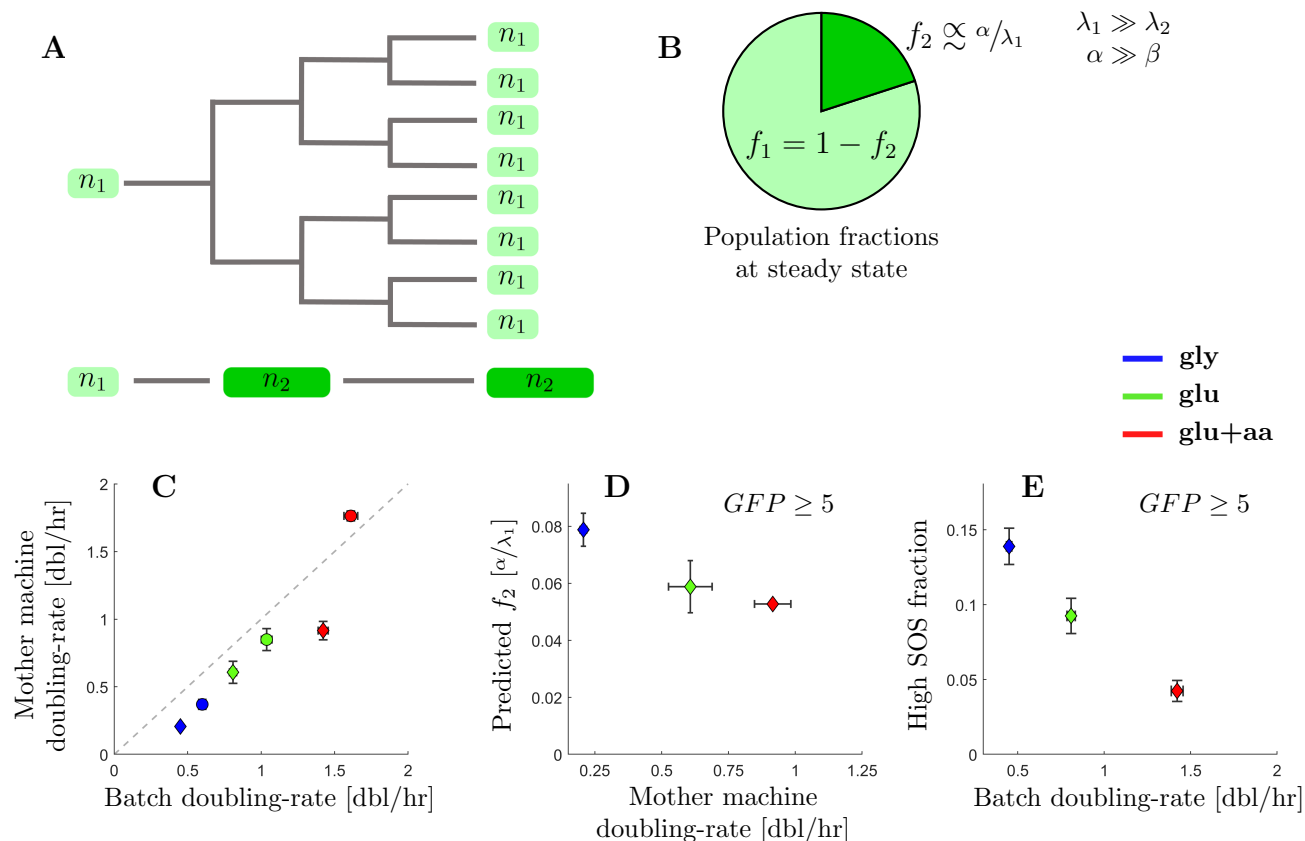 A
n1
n1
n1
n1
n1
n1
n1
n1
n1
n1
n2
n2
B
f2 ∝∼ α/λ1
λ1 ≫ λ2
α ≫ β
f1 = 1 − f2
Population fractions
at steady state
gly
glu
glu+aa
C
Mother machine
doubling-rate [dbl/hr]
2
1.5
1
0.5
0
0
0.5
1
1.5
2
Batch doubling-rate [dbl/hr]
D
GFP ≥ 5
Predicted f2 [α/λ1]
0.08
0.06
0.04
0.02
0
0.25
0.5
0.75
1
1.25
Mother machine
doubling-rate [dbl/hr]
E
GFP ≥ 5
High SOS fraction
0.15
0.1
0.05
0
0.5
1
1.5
2
Batch doubling-rate [dbl/hr]